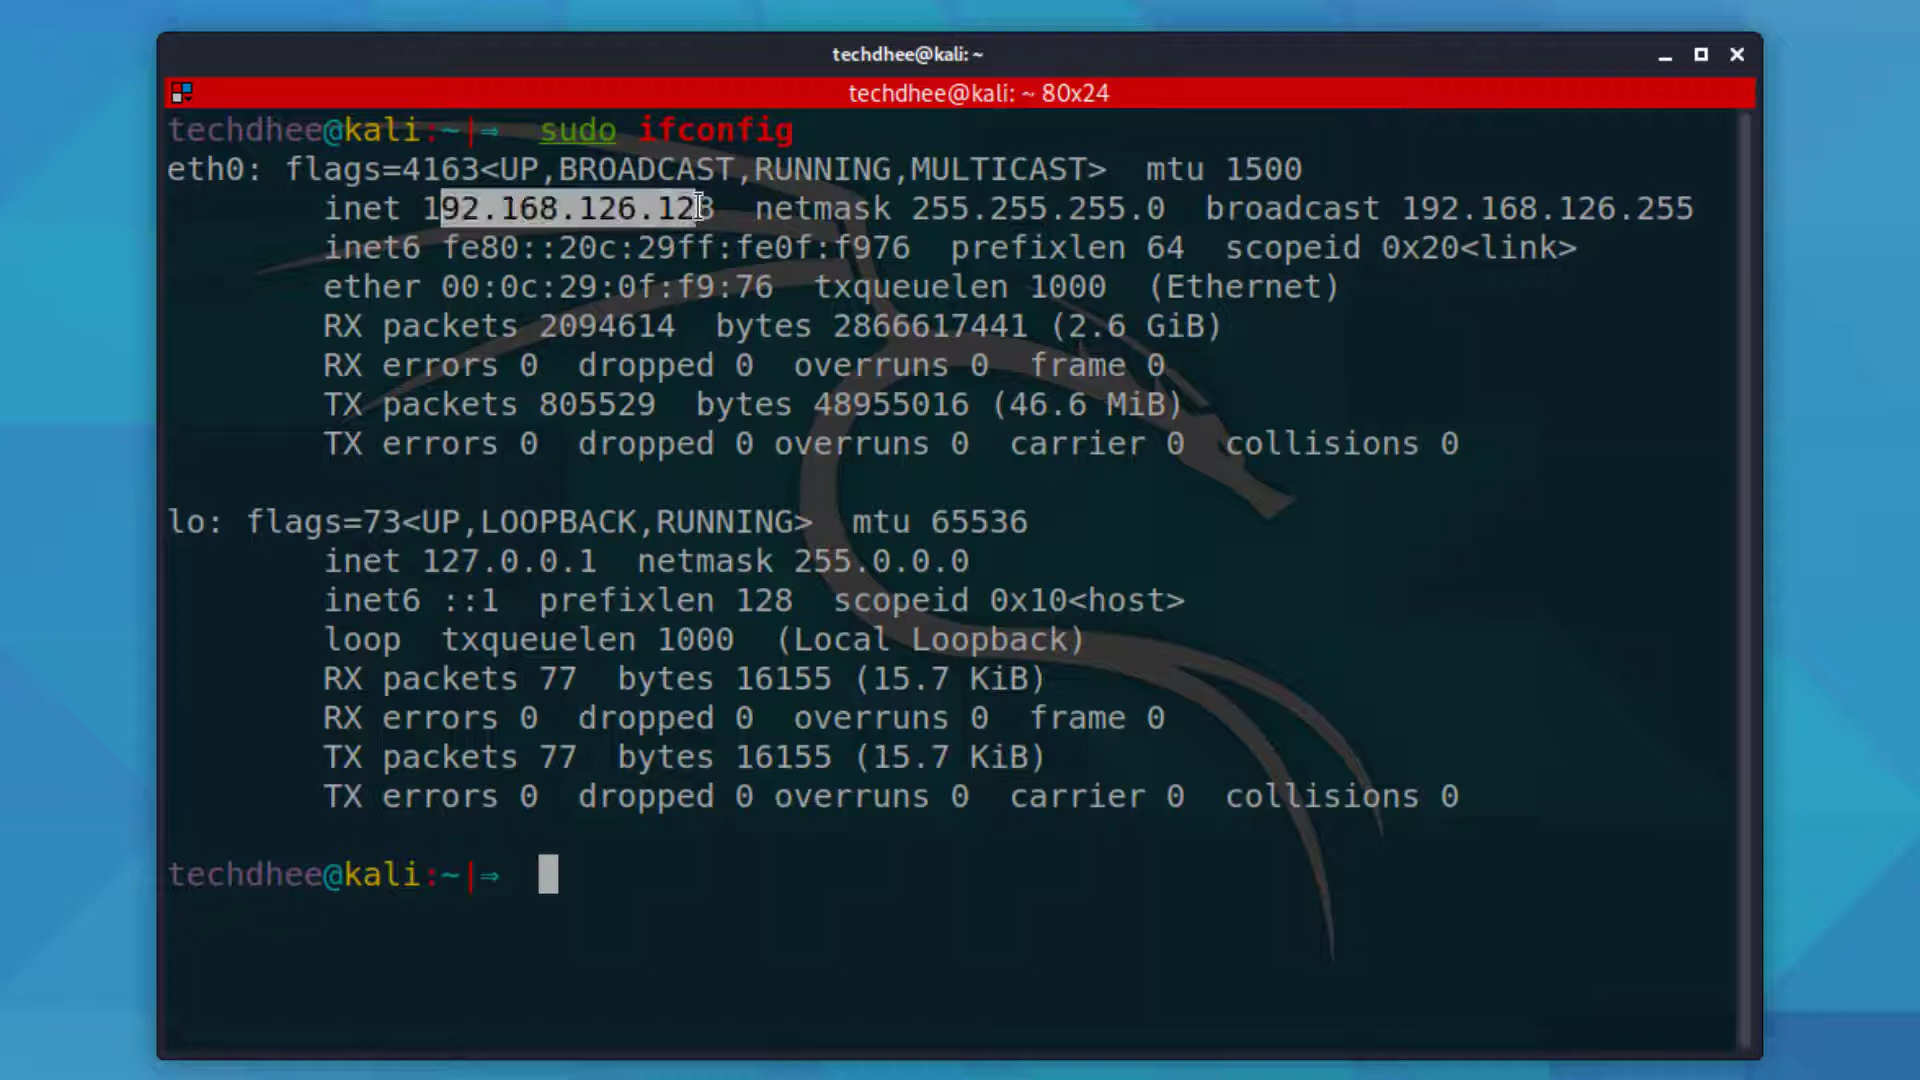 techdhee@kali: ~
techdhee@kali: ~ 80x24
techdhee@kali:~|⇒  sudo ifconfig
eth0: flags=4163<UP,BROADCAST,RUNNING,MULTICAST>  mtu 1500
inet 192.168.126.128  netmask 255.255.255.0  broadcast 192.168.126.255
inet6 fe80::20c:29ff:fe0f:f976  prefixlen 64  scopeid 0x20<link>
ether 00:0c:29:0f:f9:76  txqueuelen 1000  (Ethernet)
RX packets 2094614  bytes 2866617441 (2.6 GiB)
RX errors 0  dropped 0  overruns 0  frame 0
TX packets 805529  bytes 48955016 (46.6 MiB)
TX errors 0  dropped 0 overruns 0  carrier 0  collisions 0
lo: flags=73<UP,LOOPBACK,RUNNING>  mtu 65536
inet 127.0.0.1  netmask 255.0.0.0
inet6 ::1  prefixlen 128  scopeid 0x10<host>
loop  txqueuelen 1000  (Local Loopback)
RX packets 77  bytes 16155 (15.7 KiB)
RX errors 0  dropped 0  overruns 0  frame 0
TX packets 77  bytes 16155 (15.7 KiB)
TX errors 0  dropped 0 overruns 0  carrier 0  collisions 0
techdhee@kali:~|⇒